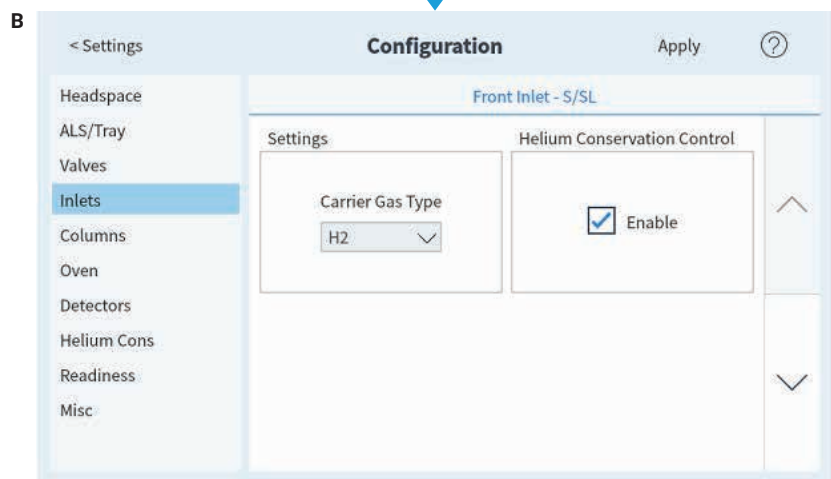 B
< Settings
Configuration
Apply
?
Headspace
ALS/Tray
Valves
Inlets
Columns
Oven
Detectors
Helium Cons
Readiness
Misc
Front Inlet - S/SL
Settings
Carrier Gas Type
H2
Helium Conservation Control
Enable